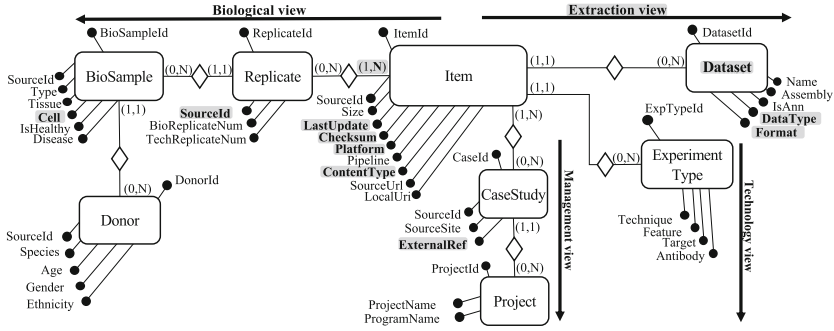 Biological view
Extraction view
BioSampleId
ReplicateId
ItemId
DatasetId
BioSample
(0,N)
(1,1)
Replicate
(0,N)
(1,N)
Item
(1,1)
(0,N)
Dataset
(1,1)
SourceId
Type
Tissue
Cell
IsHealthy
Disease
(1,1)
SourceId
BioReplicateNum
TechReplicateNum
SourceId
Size
LastUpdate
Checksum
Platform
Pipeline
ContentType
SourceUrl
LocalUri
(1,N)
Name
Assembly
IsAnn
DataType
Format
ExpTypeId
(0,N)
Experiment
Type
Technique
Feature
Target
Antibody
Technology view
(0,N)
DonorId
Donor
SourceId
Species
Age
Gender
Ethnicity
CaseId
(0,N)
CaseStudy
SourceId
SourceSite
ExternalRef
(1,1)
Management view
ProjectId
(0,N)
Project
ProjectName
ProgramName